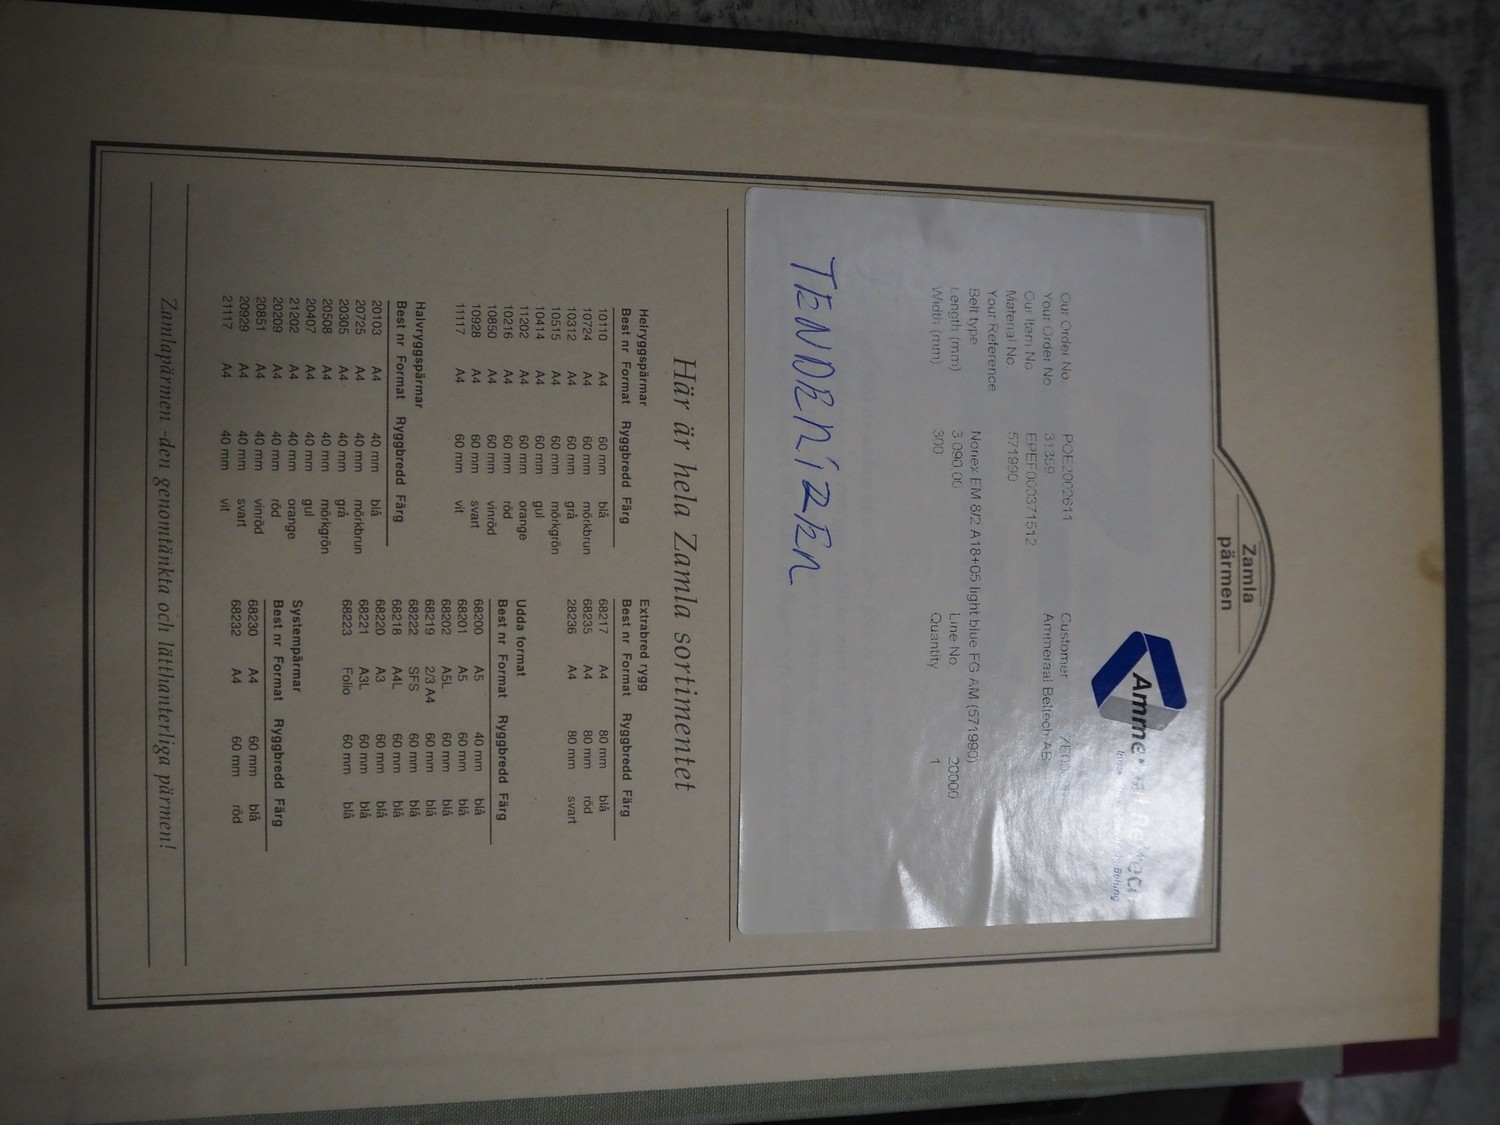 Zamla
pärmen
Our Order No. POE2002611 Customer
Your Order No 31359 Ammeraal Beltech AB
Our Item No EPEF000371512
Material No. 571990
Your Reference
Belt type Nonex EM 8/2 A18+05 light blue FG AM (571990)
Length (mm) 3 090,00 Line No. 20000
Width (mm) 300 Quantity 1
Här är hela Zamla sortimentet
Helryggspärmar
Best nr Format Ryggbredd Färg
10110 A4 60 mm blå
10724 A4 60 mm mörkbrun
10312 A4 60 mm grå
10515 A4 60 mm mörkgrön
10414 A4 60 mm gul
11202 A4 60 mm orange
10216 A4 60 mm röd
10850 A4 60 mm vinröd
10928 A4 60 mm svart
11117 A4 60 mm vit
Halvryggspärmar
Best nr Format Ryggbredd Färg
20103 A4 40 mm blå
20725 A4 40 mm mörkbrun
20305 A4 40 mm grå
20508 A4 40 mm mörkgrön
20407 A4 40 mm gul
21202 A4 40 mm orange
20209 A4 40 mm röd
20851 A4 40 mm vinröd
20929 A4 40 mm svart
21117 A4 40 mm vit
Extrabred rygg
Best nr Format Ryggbredd Färg
68217 A4 80 mm blå
68235 A4 80 mm röd
28236 A4 80 mm svart
Udda format
Best nr Format Ryggbredd Färg
68200 A5 40 mm blå
68201 A5 60 mm blå
68202 A5L 60 mm blå
68219 2/3 A4 60 mm blå
68222 SFS 60 mm blå
68218 A4L 60 mm blå
68220 A3 60 mm blå
68221 A3L 60 mm blå
68223 Folio 60 mm blå
Systempärmar
Best nr Format Ryggbredd Färg
68230 A4 60 mm blå
68232 A4 60 mm röd
Zamlapärmen -den genomtänkta och lätthanterliga pärmen!